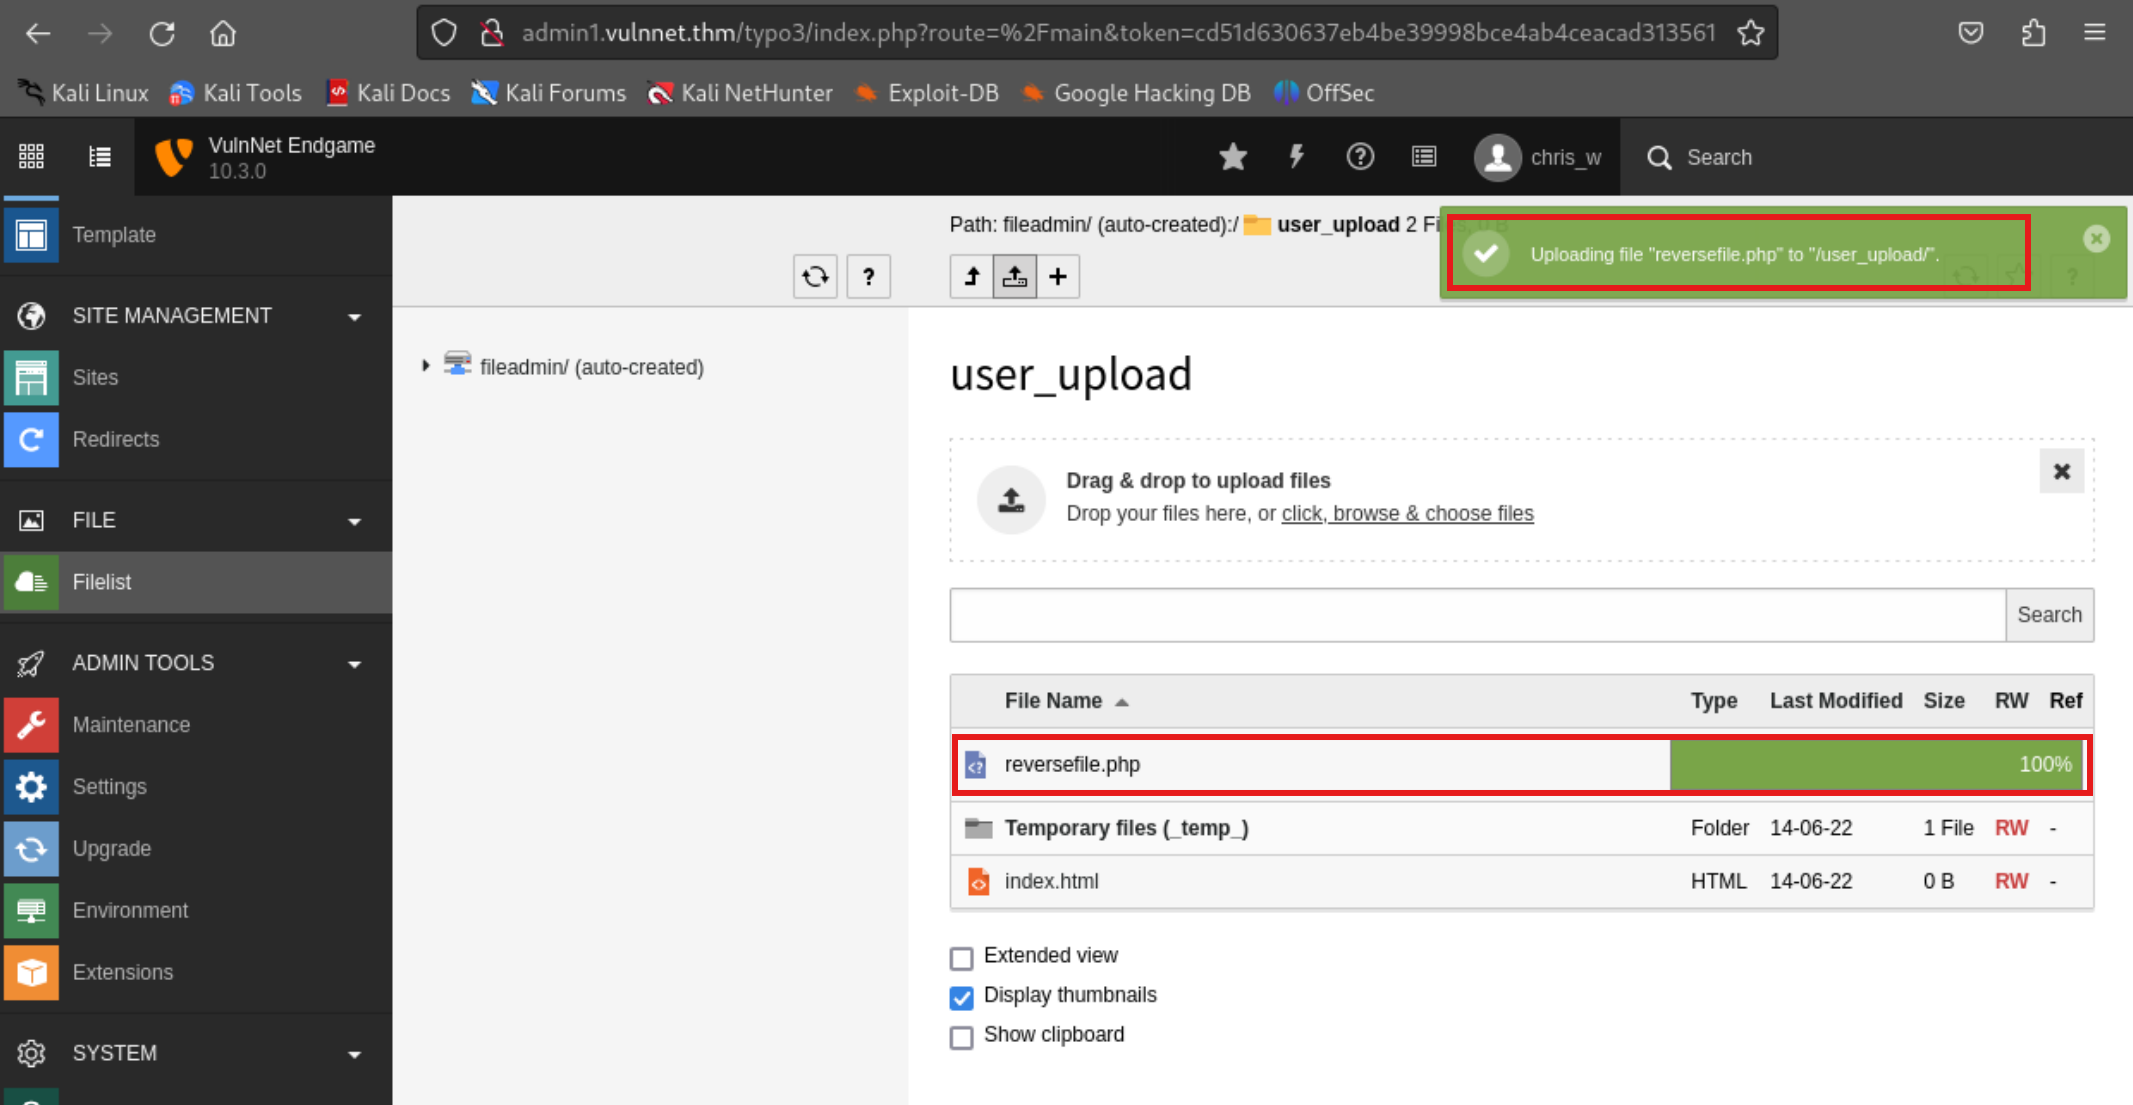 admin1.vulnnet.thm/typo3/index.php?route=%2Fmain&token=cd51d630637eb4be39998bce4ab4ceacad313561
Kali Linux Kali Tools Kali Docs Kali Forums Kali NetHunter Exploit-DB Google Hacking DB OffSec
VulnNet Endgame
10.3.0
chris_w
Search
Template
SITE MANAGEMENT
Sites
Redirects
FILE
Filelist
ADMIN TOOLS
Maintenance
Settings
Upgrade
Environment
Extensions
SYSTEM
?
fileadmin/ (auto-created)
Path: fileadmin/ (auto-created):/ user_upload 2 Files, 0 B
Uploading file "reversefile.php" to "/user_upload/".
?
user_upload
Drag & drop to upload files
Drop your files here, or click, browse & choose files
Search
File Name Type Last Modified Size RW Ref
reversefile.php 100%
Temporary files (_temp_) Folder 14-06-22 1 File RW -
index.html HTML 14-06-22 0 B RW -
Extended view
Display thumbnails
Show clipboard